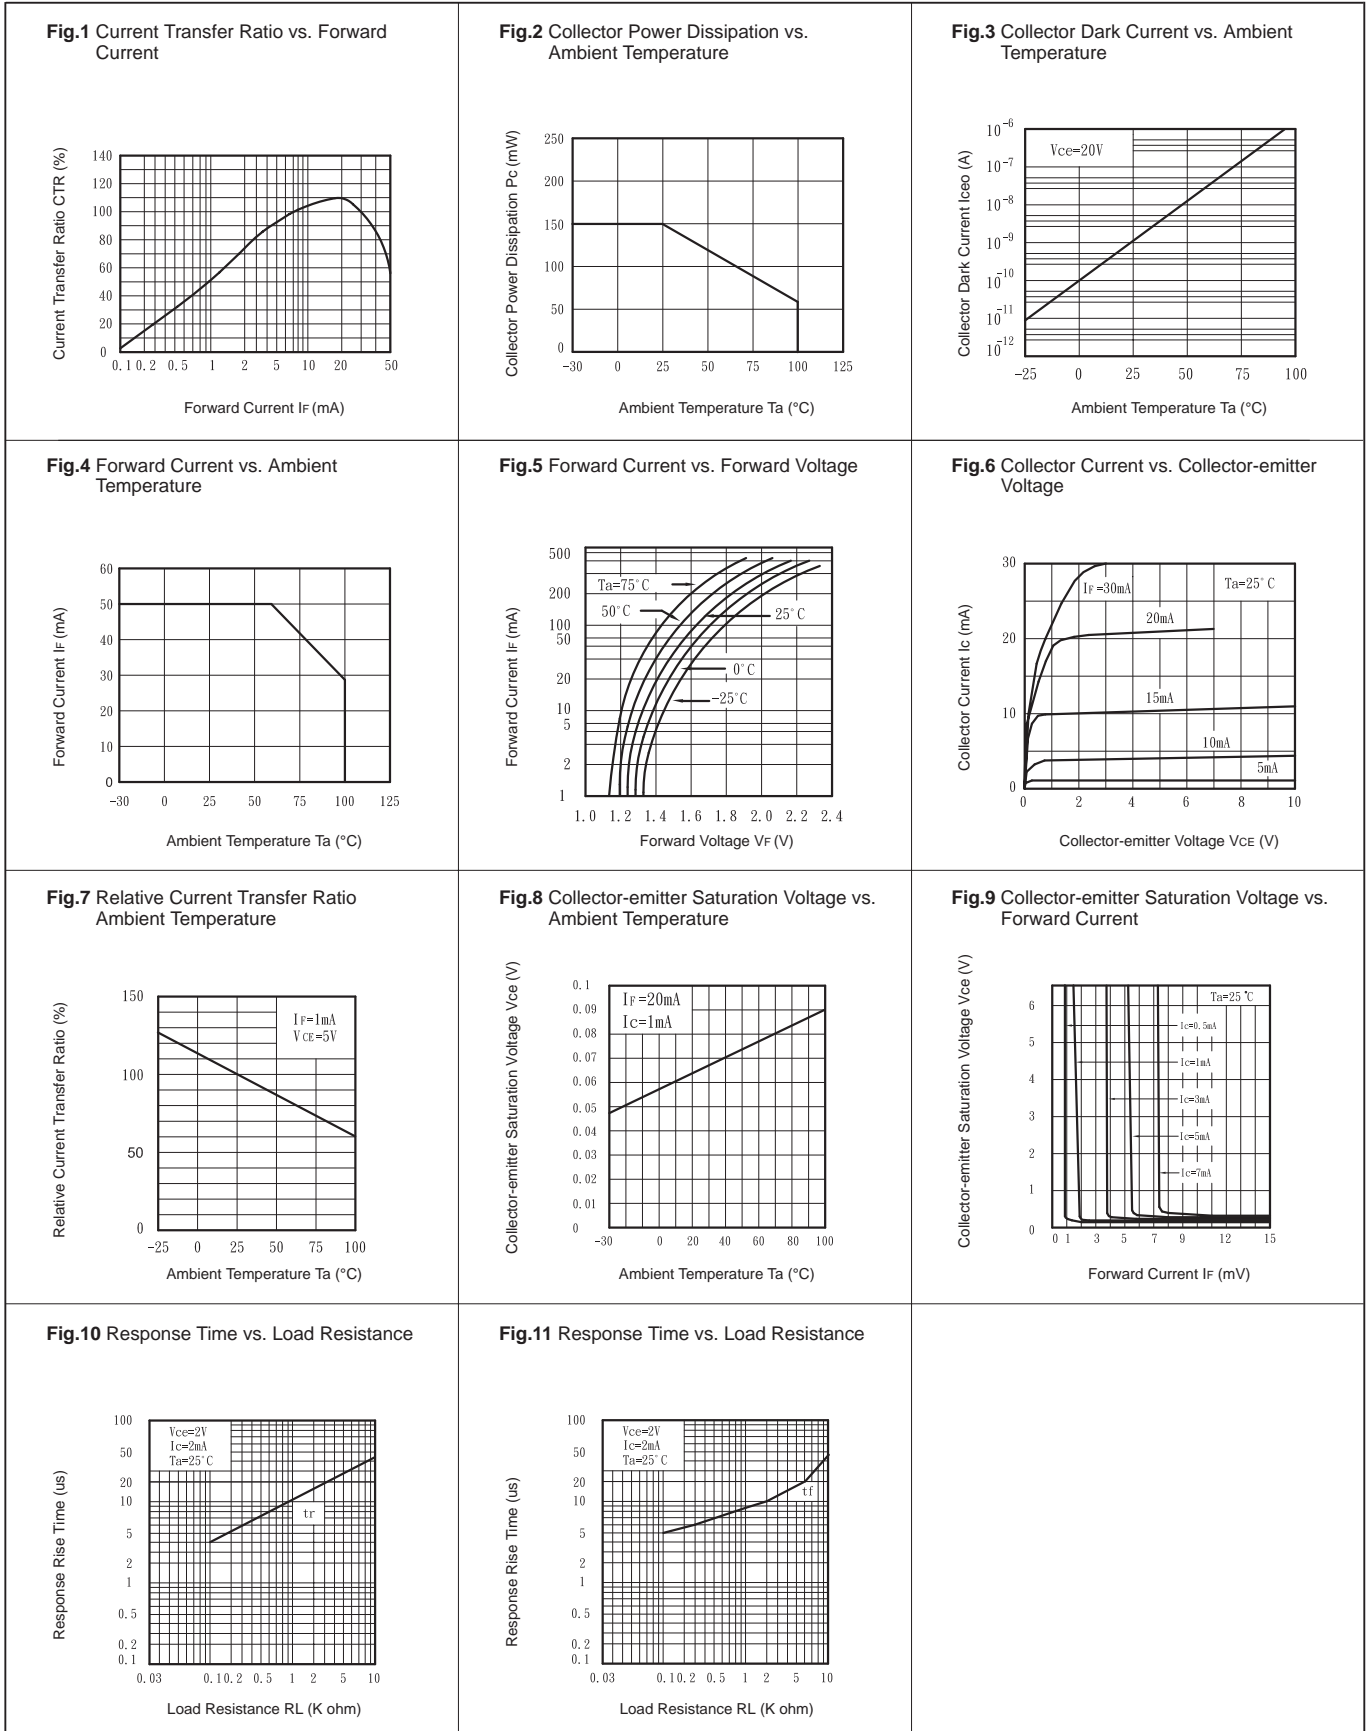 Fig.1 Current Transfer Ratio vs. Forward
Current
Current Transfer Ratio CTR (%)
140
120
100
80
60
40
20
0
0.1 0.2 0.5 1 2 5 10 20 50
Forward Current IF (mA)
Fig.2 Collector Power Dissipation vs.
Ambient Temperature
Collector Power Dissipation Pc (mW)
250
200
150
100
50
0
-30 0 25 50 75 100 125
Ambient Temperature Ta (°C)
Fig.3 Collector Dark Current vs. Ambient
Temperature
Collector Dark Current Iceo (A)
Vce=20V
10-6
10-7
10-8
10-9
10-10
10-11
10-12
-25 0 25 50 75 100
Ambient Temperature Ta (°C)
Fig.4 Forward Current vs. Ambient
Temperature
Forward Current IF (mA)
60
50
40
30
20
10
0
-30 0 25 50 75 100 125
Ambient Temperature Ta (°C)
Fig.5 Forward Current vs. Forward Voltage
Forward Current IF (mA)
500
200
100
50
20
10
5
2
1
Ta=75°C
50°C
25°C
0°C
-25°C
1.0 1.2 1.4 1.6 1.8 2.0 2.2 2.4
Forward Voltage VF (V)
Fig.6 Collector Current vs. Collector-emitter
Voltage
Collector Current Ic (mA)
30
20
10
0
IF=30mA
Ta=25°C
20mA
15mA
10mA
5mA
0 2 4 6 8 10
Collector-emitter Voltage VCE (V)
Fig.7 Relative Current Transfer Ratio
Ambient Temperature
Relative Current Transfer Ratio (%)
150
100
50
0
IF=1mA
VCE=5V
-25 0 25 50 75 100
Ambient Temperature Ta (°C)
Fig.8 Collector-emitter Saturation Voltage vs.
Ambient Temperature
Collector-emitter Saturation Voltage Vce (V)
0.1
0.09
0.08
0.07
0.06
0.05
0.04
0.03
0.02
0.01
0
IF=20mA
Ic=1mA
-30 0 20 40 60 80 100
Ambient Temperature Ta (°C)
Fig.9 Collector-emitter Saturation Voltage vs.
Forward Current
Collector-emitter Saturation Voltage Vce (V)
6
5
4
3
2
1
0
Ta=25°C
Ic=0.5mA
Ic=1mA
Ic=3mA
Ic=5mA
Ic=7mA
0 1 3 5 7 9 12 15
Forward Current IF (mV)
Fig.10 Response Time vs. Load Resistance
Response Rise Time (us)
100
50
20
10
5
2
1
0.5
0.2
0.1
Vce=2V
Ic=2mA
Ta=25°C
tr
0.03 0.1 0.2 0.5 1 2 5 10
Load Resistance RL (K ohm)
Fig.11 Response Time vs. Load Resistance
Response Rise Time (us)
100
50
20
10
5
2
1
0.5
0.2
0.1
Vce=2V
Ic=2mA
Ta=25°C
tf
0.03 0.1 0.2 0.5 1 2 5 10
Load Resistance RL (K ohm)